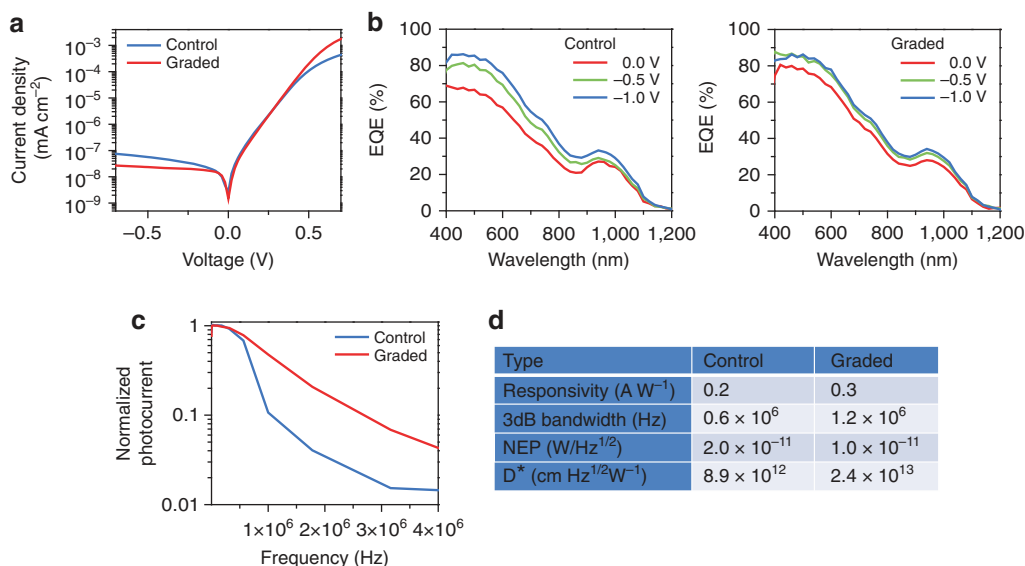 a
Control
Graded
Current density
(mA cm⁻²)
10⁻³
10⁻⁴
10⁻⁵
10⁻⁶
10⁻⁷
10⁻⁸
10⁻⁹
−0.5
0.0
0.5
Voltage (V)
b
Control
0.0 V
−0.5 V
−1.0 V
EQE (%)
100
80
60
40
20
0
400
600
800
1,000
1,200
Wavelength (nm)
Graded
0.0 V
−0.5 V
−1.0 V
EQE (%)
100
80
60
40
20
0
400
600
800
1,000
1,200
Wavelength (nm)
c
Control
Graded
Normalized
photocurrent
1
0.1
0.01
1×10⁶
2×10⁶
3×10⁶
4×10⁶
Frequency (Hz)
d
Type Control Graded
Responsivity (A W⁻¹) 0.2 0.3
3dB bandwidth (Hz) 0.6 × 10⁶ 1.2 × 10⁶
NEP (W/Hz¹/²) 2.0 × 10⁻¹¹ 1.0 × 10⁻¹¹
D* (cm Hz¹/²W⁻¹) 8.9 × 10¹² 2.4 × 10¹³